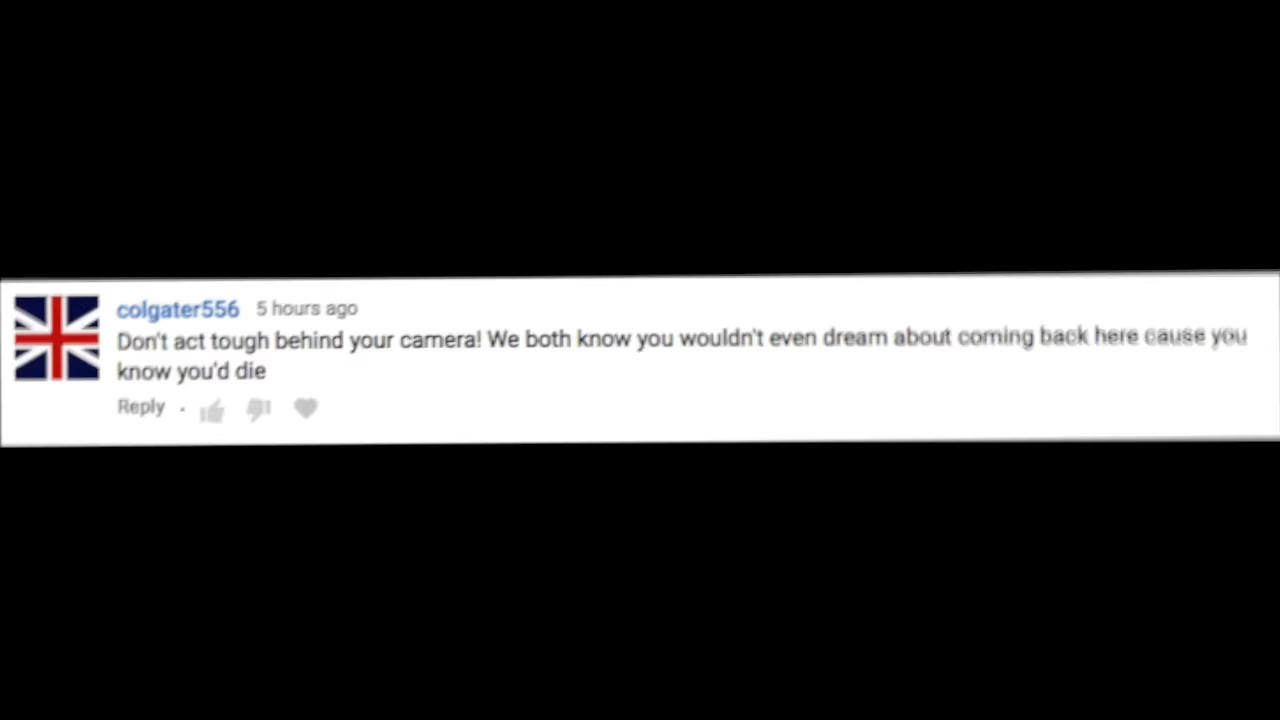 colgater556 5 hours ago
Don't act tough behind your camera! We both know you wouldn't even dream about coming back here cause you
know you'd die
Reply ·